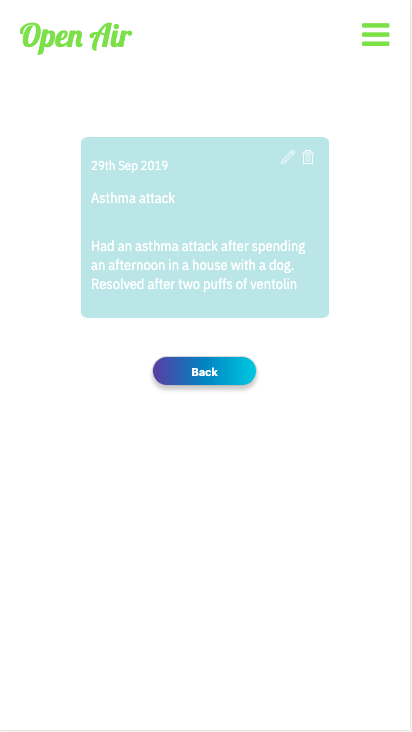 Open Air
29th Sep 2019
Asthma attack
Had an asthma attack after spending
an afternoon in a house with a dog.
Resolved after two puffs of ventolin
Back